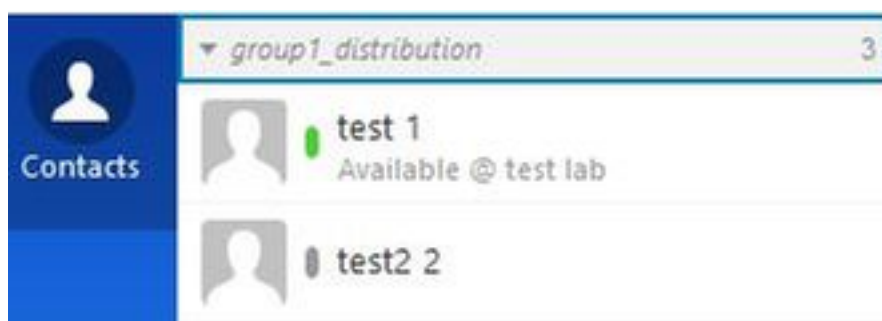 group1_distribution 3
test 1
Available @ test lab
Contacts
test2 2